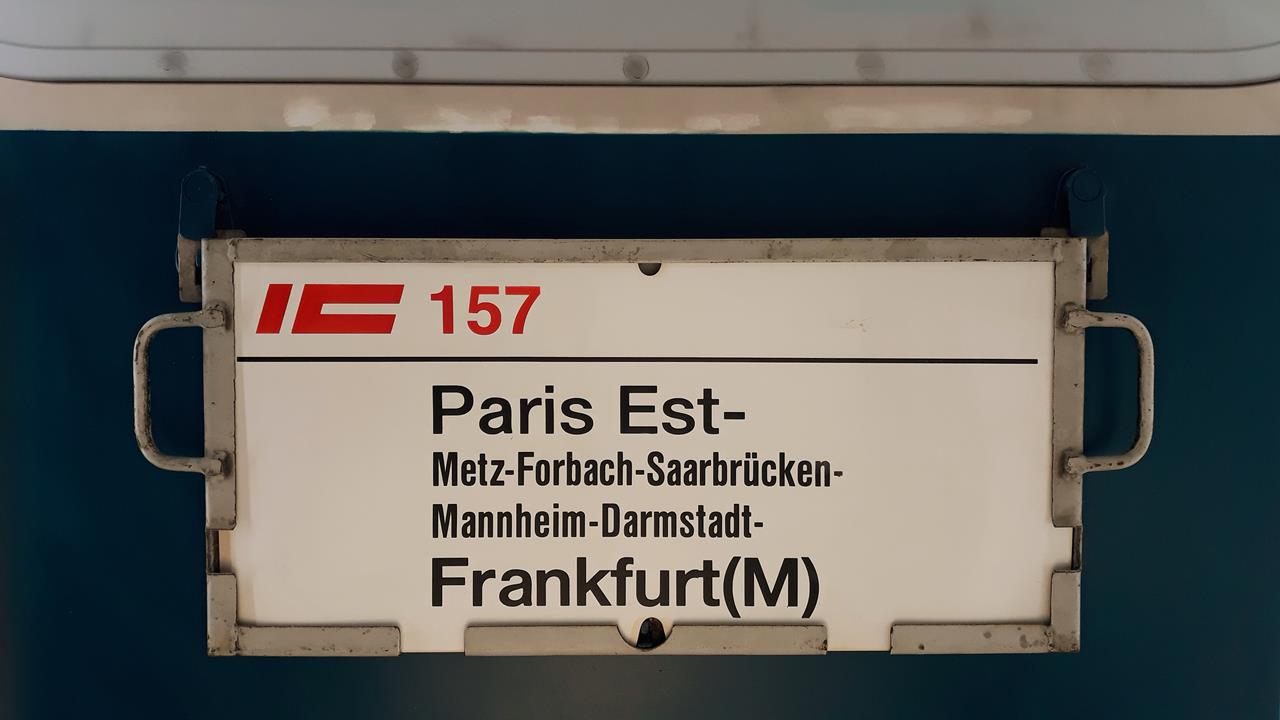 IC 157
Paris Est-
Metz-Forbach-Saarbrücken-
Mannheim-Darmstadt-
Frankfurt(M)